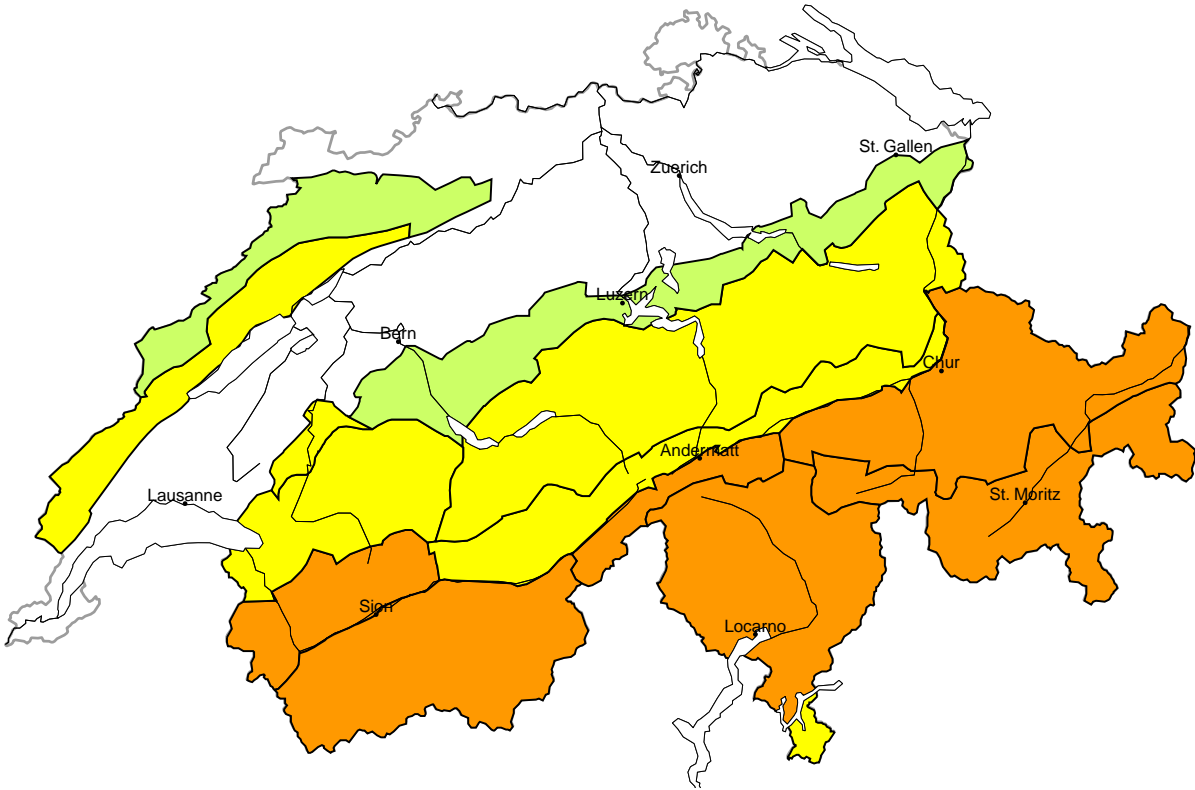 St. Gallen
Zuerich
Luzern
Bern
Chur
Andermatt
St. Moritz
Lausanne
Sion
Locarno